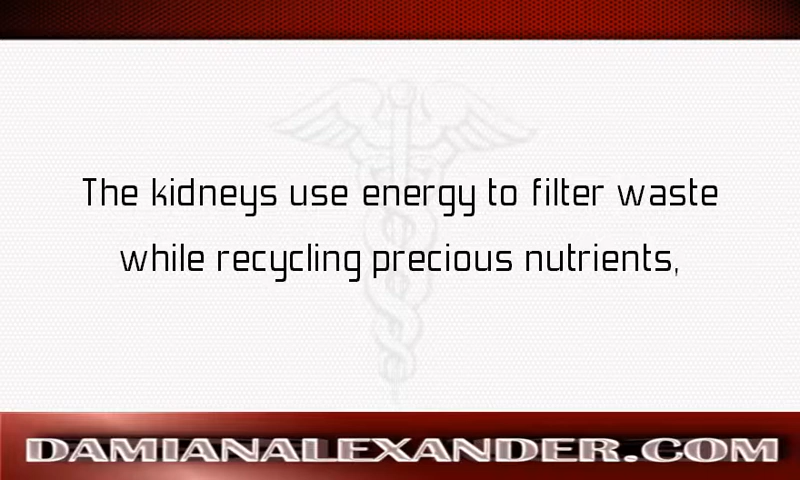 The kidneys use energy to filter waste
while recycling precious nutrients,
DAMIANALEXANDER.COM